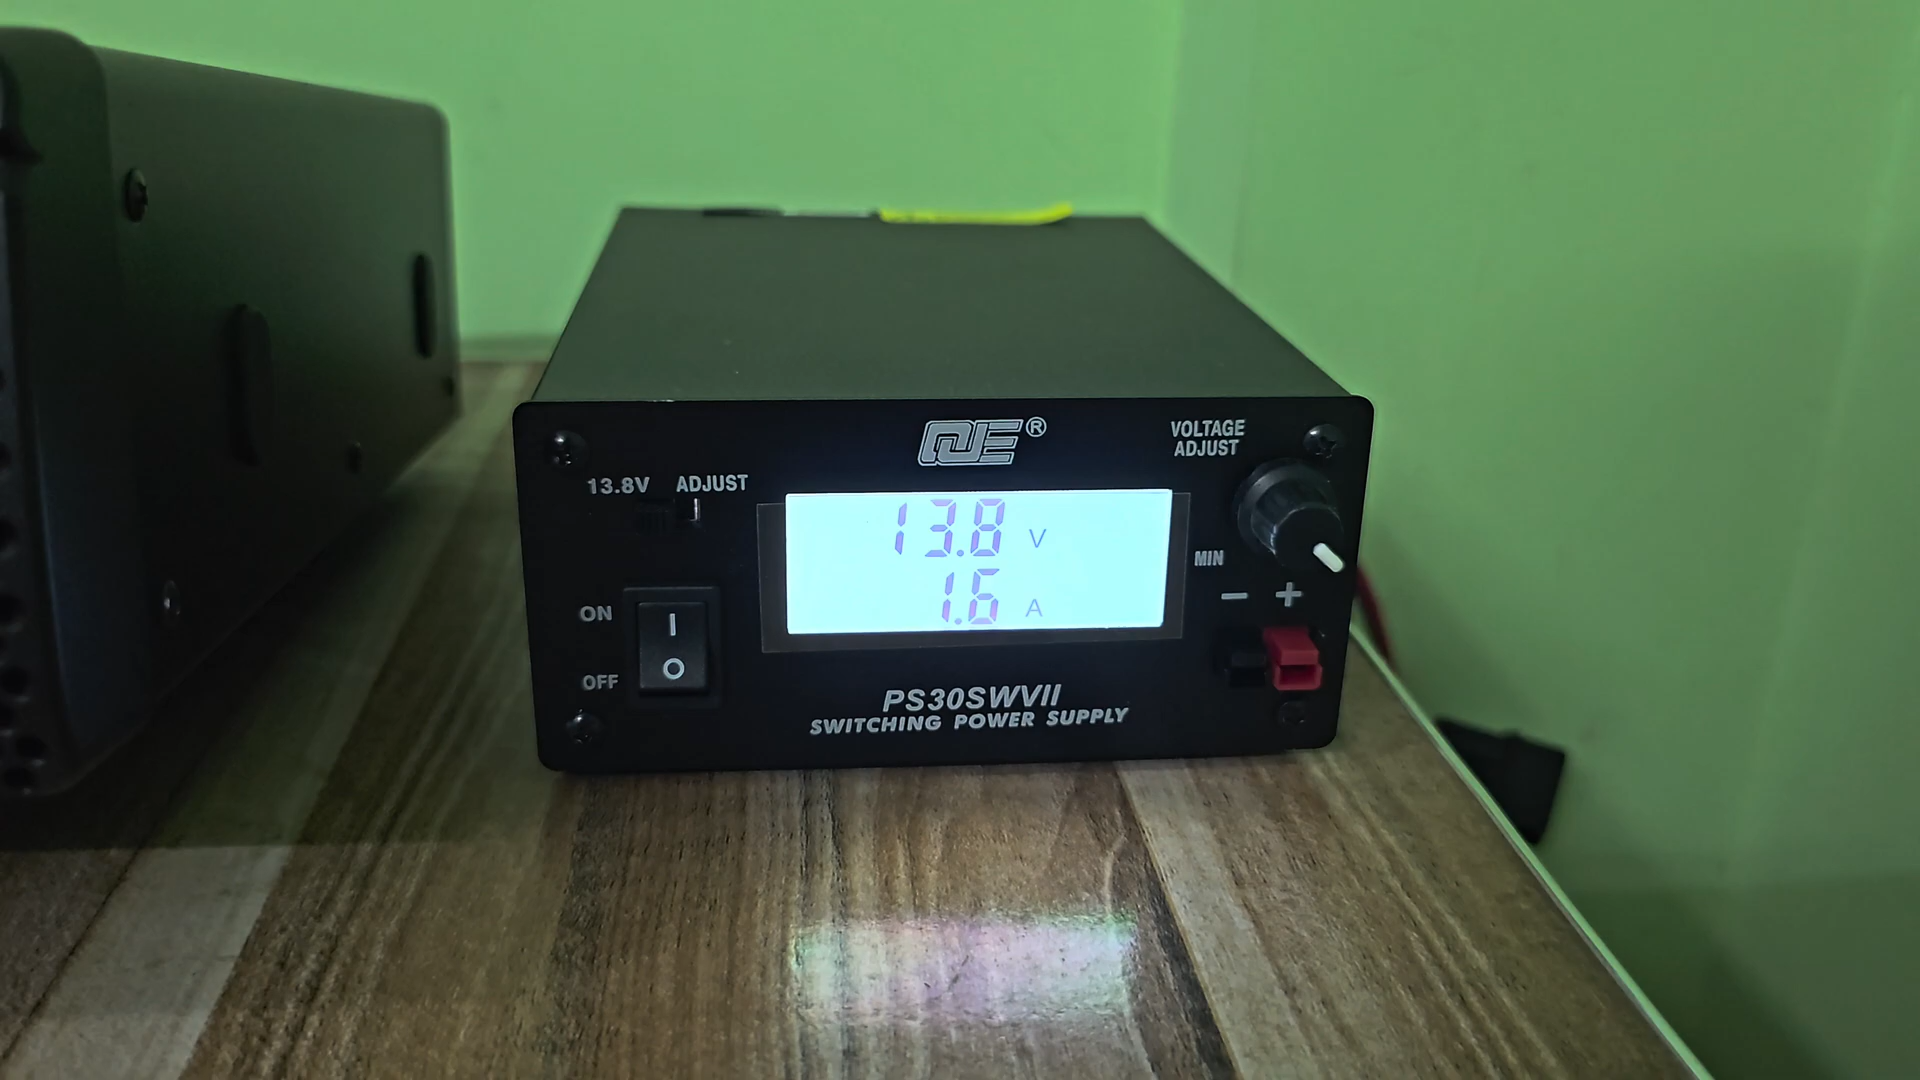 QJE®
VOLTAGE
ADJUST
13.8V ADJUST
13.8 V
1.6 A
MIN
− +
ON
I
O
OFF
PS30SWVII
SWITCHING POWER SUPPLY